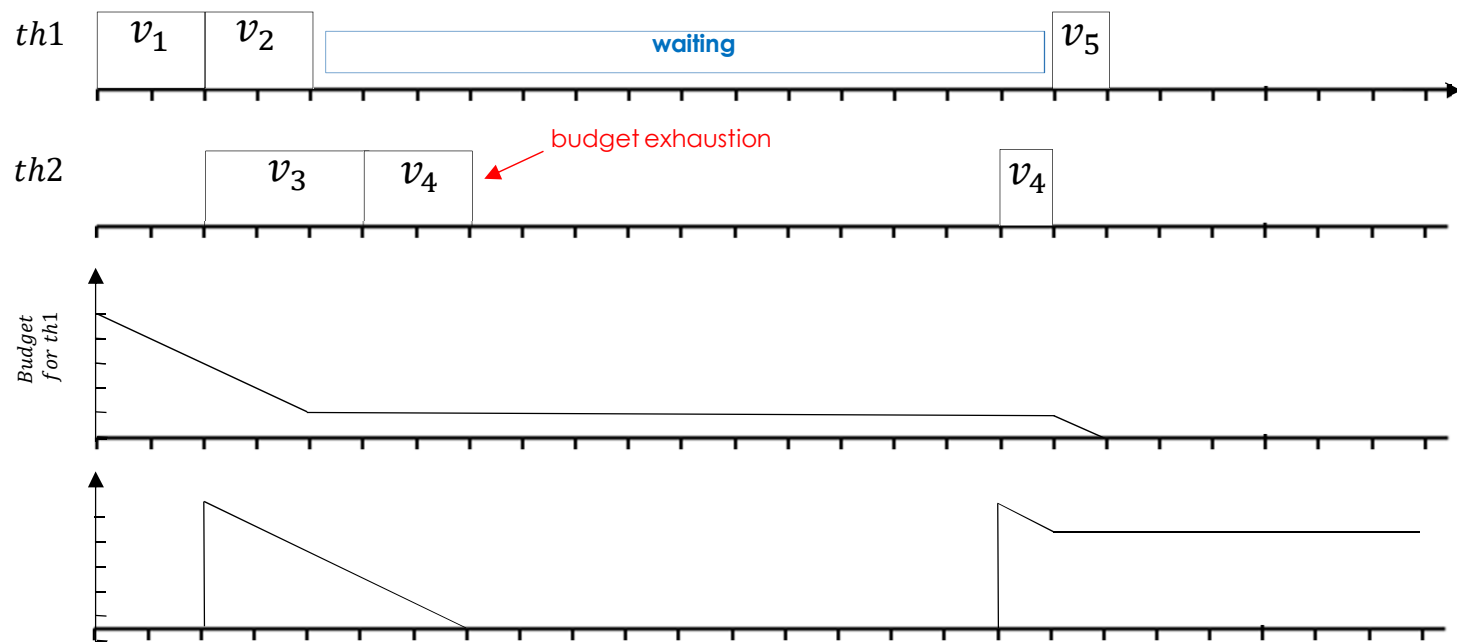 th1 v₁ v₂ waiting v₅
budget exhaustion
th2 v₃ v₄ v₄
Budget
for th1